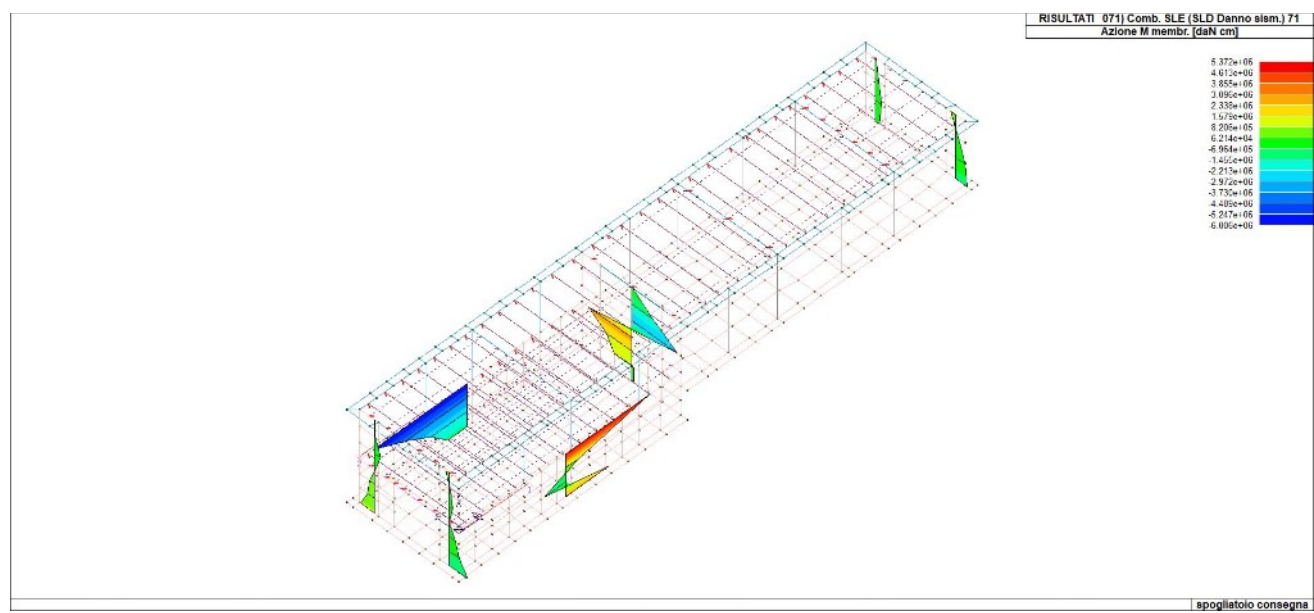 RISULTATI 071) Comb. SLE (SLD Danno sism.) 71
Azione M membr. [daN cm]
5.372e+06
4.613e+06
3.855e+06
3.096e+06
2.338e+06
1.579e+06
8.206e+05
6.214e+04
-6.964e+05
-1.455e+06
-2.213e+06
-2.972e+06
-3.730e+06
-4.489e+06
-5.247e+06
-6.006e+06
spogliatoio consegna